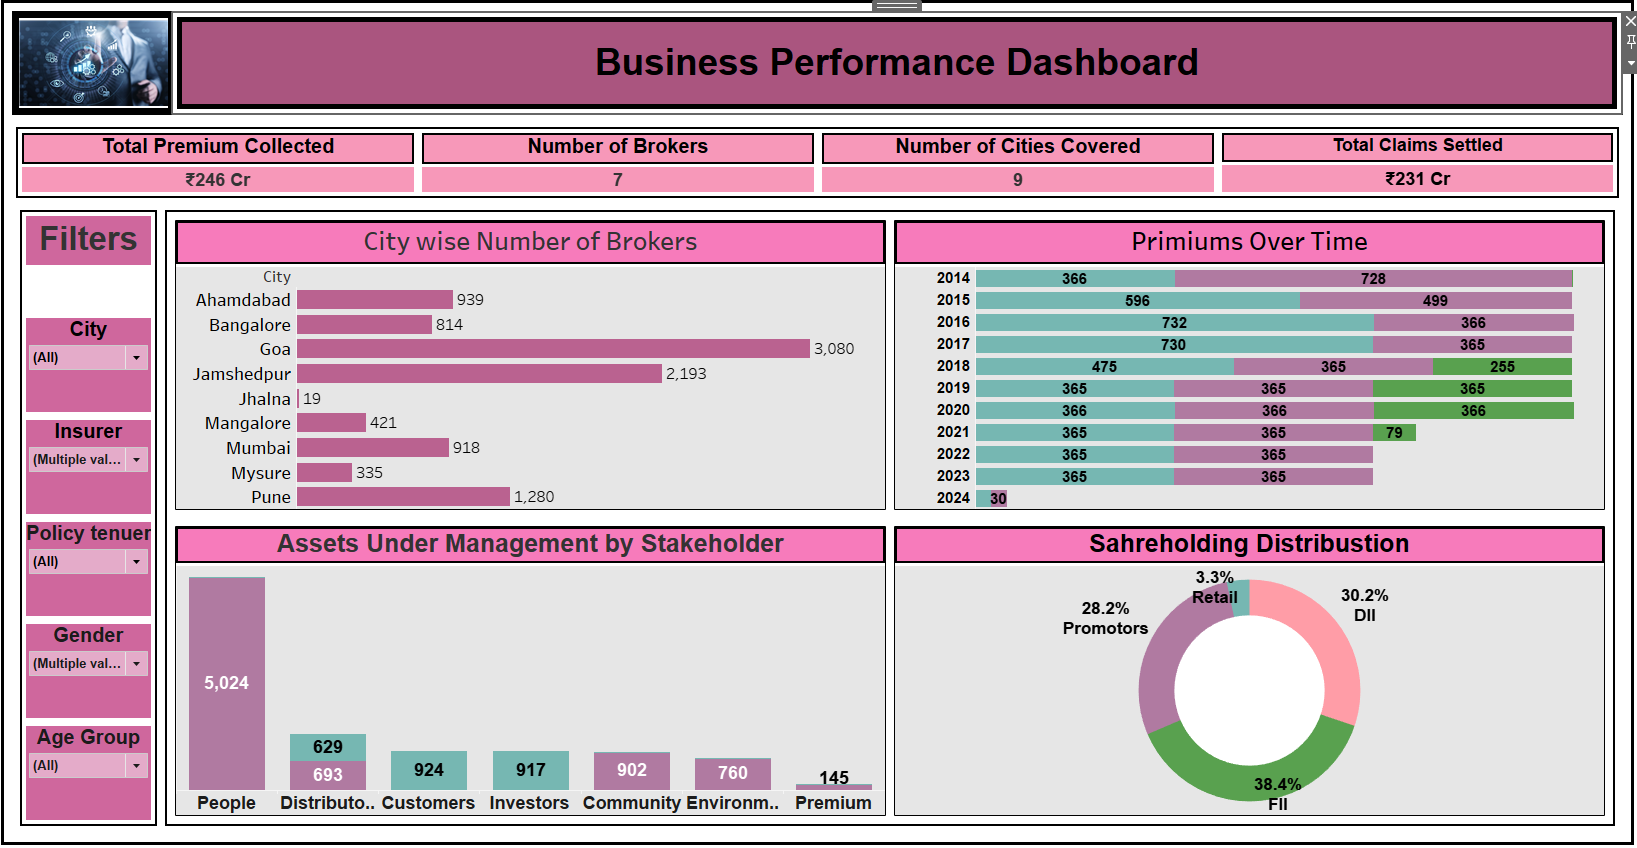 Business Performance Dashboard
Total Premium Collected
₹246 Cr
Number of Brokers
7
Number of Cities Covered
9
Total Claims Settled
₹231 Cr
Filters
City
(All)
Insurer
(Multiple val...
Policy tenuer
(All)
Gender
(Multiple val...
Age Group
(All)
City wise Number of Brokers
City
Ahamdabad 939
Bangalore 814
Goa 3,080
Jamshedpur 2,193
Jhalna 19
Mangalore 421
Mumbai 918
Mysure 335
Pune 1,280
Primiums Over Time
2014 366 728
2015 596 499
2016 732 366
2017 730 365
2018 475 365 255
2019 365 365 365
2020 366 366 366
2021 365 365 79
2022 365 365
2023 365 365
2024 30
Assets Under Management by Stakeholder
5,024
629
693
924
917
902
760
145
People Distributo.. Customers Investors Community Environm.. Premium
Sahreholding Distribustion
3.3%
Retail
30.2%
DII
28.2%
Promotors
38.4%
FII